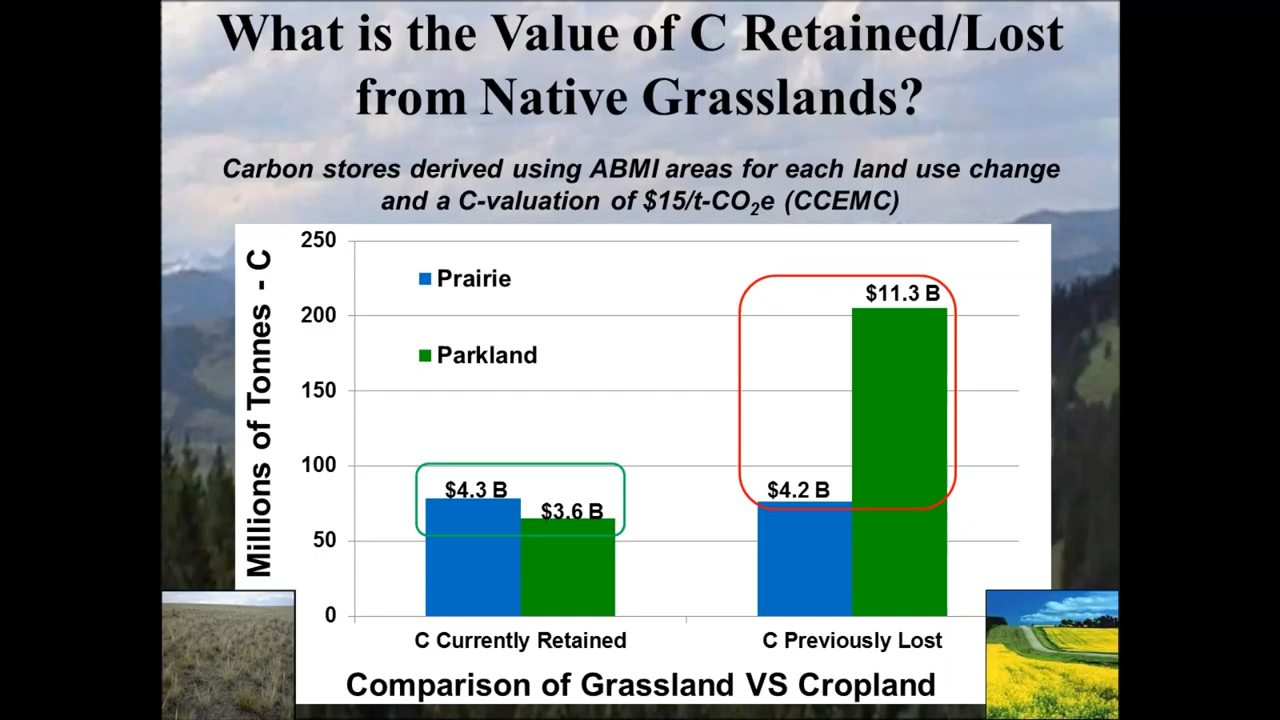 What is the Value of C Retained/Lost
from Native Grasslands?
Carbon stores derived using ABMI areas for each land use change
and a C-valuation of $15/t-CO₂e (CCEMC)
Millions of Tonnes - C
250
200
150
100
50
0
Prairie
Parkland
$4.3 B
$3.6 B
$4.2 B
$11.3 B
C Currently Retained
C Previously Lost
Comparison of Grassland VS Cropland